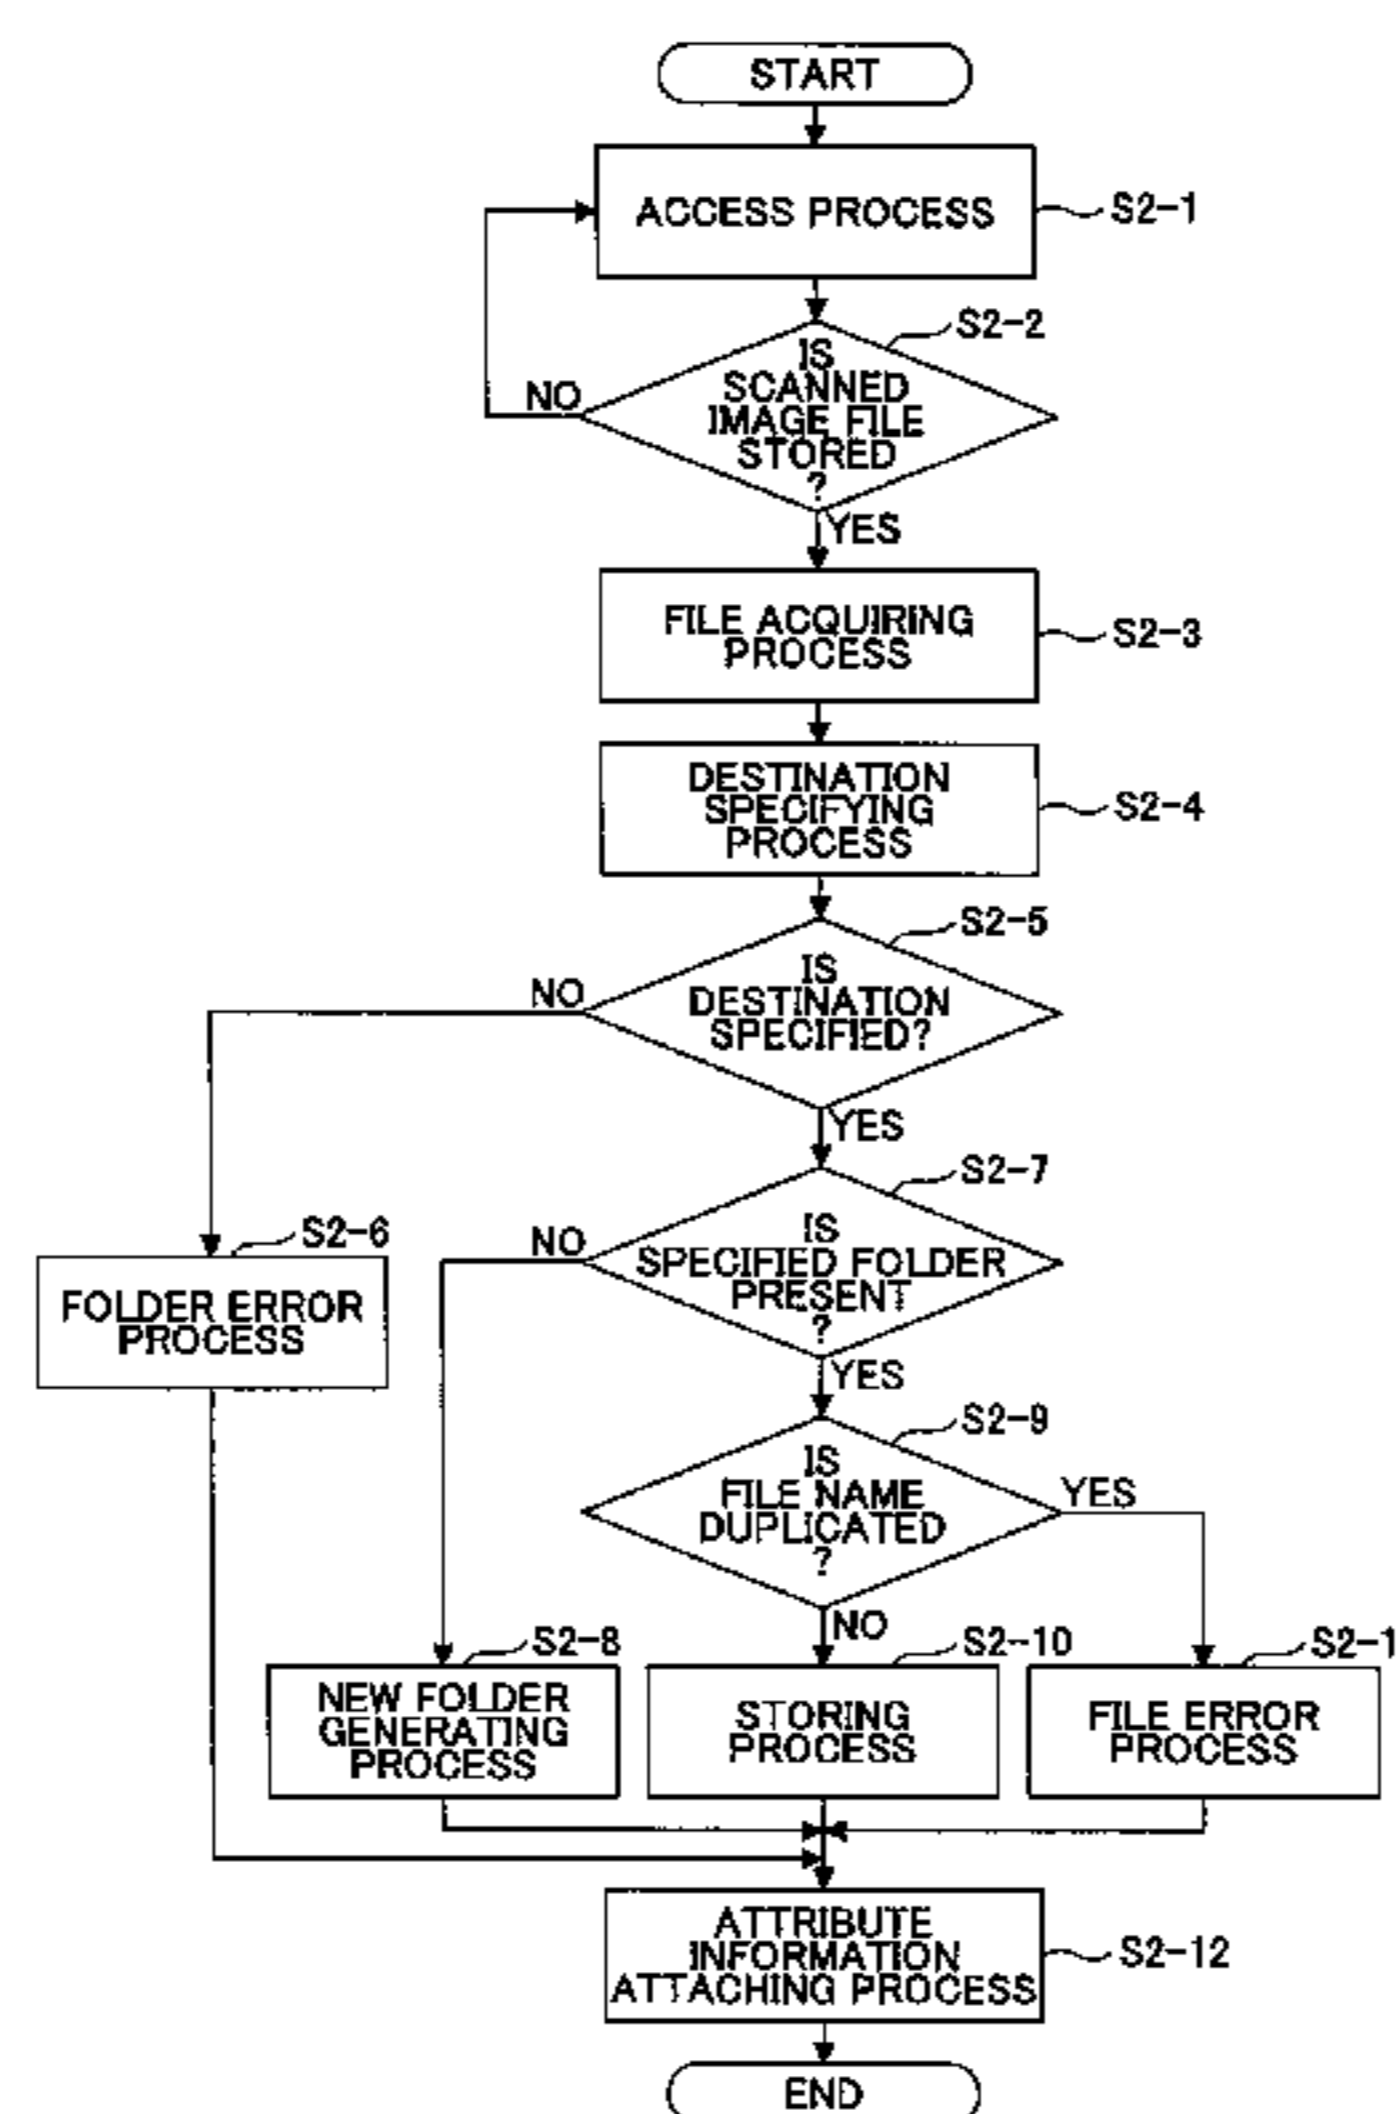 START
ACCESS PROCESS
S2-1
S2-2
IS
SCANNED
IMAGE FILE
STORED
?
NO
YES
FILE ACQUIRING
PROCESS
S2-3
DESTINATION
SPECIFYING
PROCESS
S2-4
S2-5
IS
DESTINATION
SPECIFIED?
NO
YES
S2-6
FOLDER ERROR
PROCESS
S2-7
IS
SPECIFIED FOLDER
PRESENT
?
NO
YES
S2-9
IS
FILE NAME
DUPLICATED
?
YES
NO
S2-8
NEW FOLDER
GENERATING
PROCESS
S2-10
STORING
PROCESS
S2-1
FILE ERROR
PROCESS
ATTRIBUTE
INFORMATION
ATTACHING PROCESS
S2-12
END